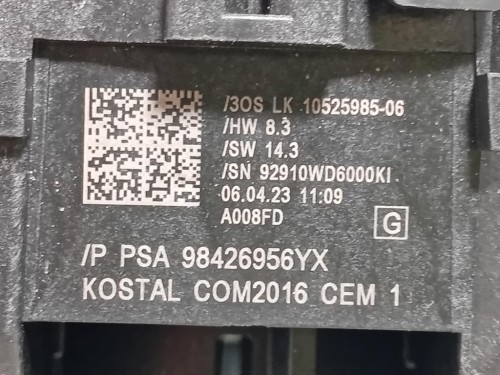 /3OS LK 10525985-06
/HW 8.3
/SW 14.3
/SN 92910WD6000KI
06.04.23 11:09
A008FD
G
/P PSA 98426956YX
KOSTAL COM2016 CEM 1